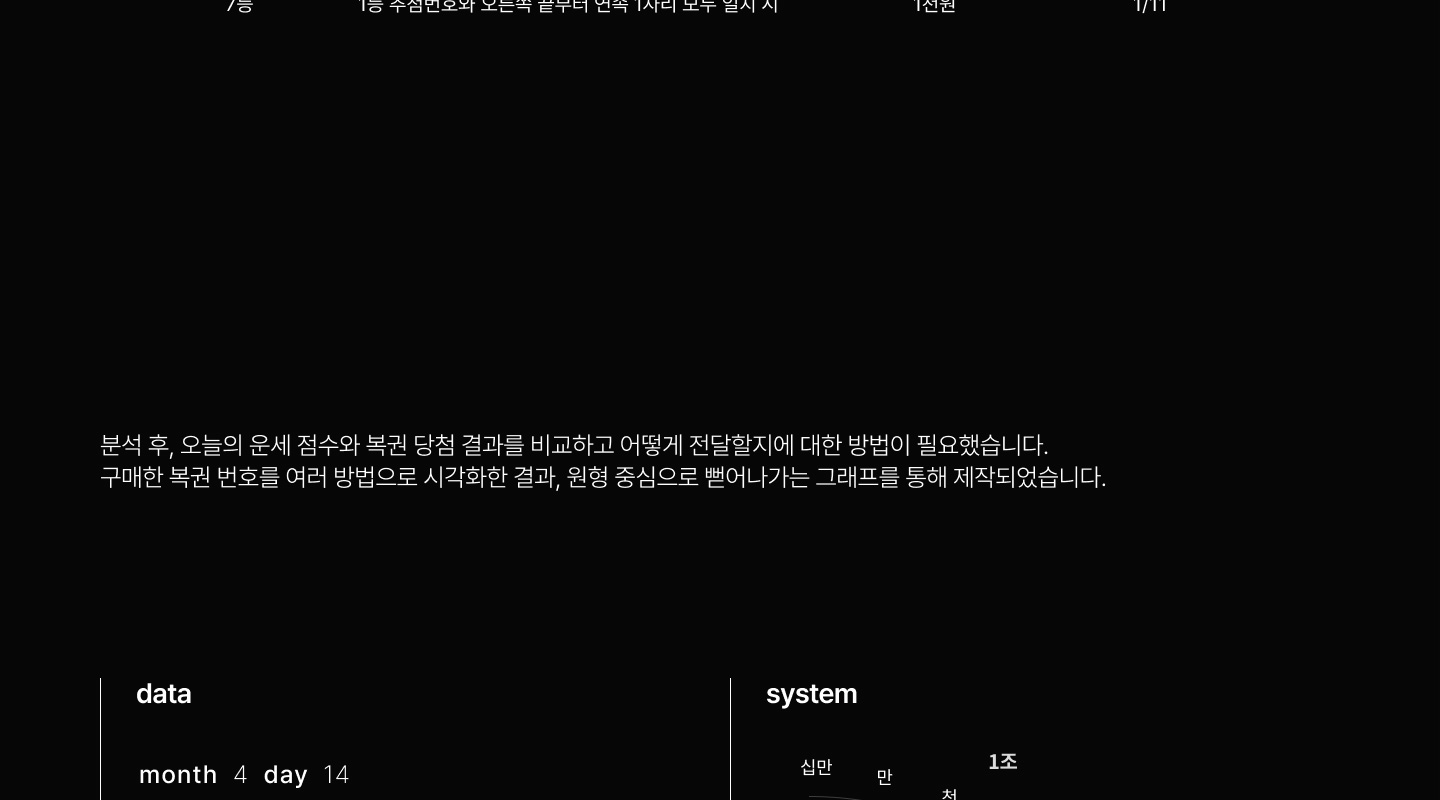 7등 1등 추첨번호와 오른쪽 끝부터 연속 1자리 모두 일치 시 1천원 1/11
분석 후, 오늘의 운세 점수와 복권 당첨 결과를 비교하고 어떻게 전달할지에 대한 방법이 필요했습니다.
구매한 복권 번호를 여러 방법으로 시각화한 결과, 원형 중심으로 뻗어나가는 그래프를 통해 제작되었습니다.
data
system
month 4 day 14
십만 만 1조
천